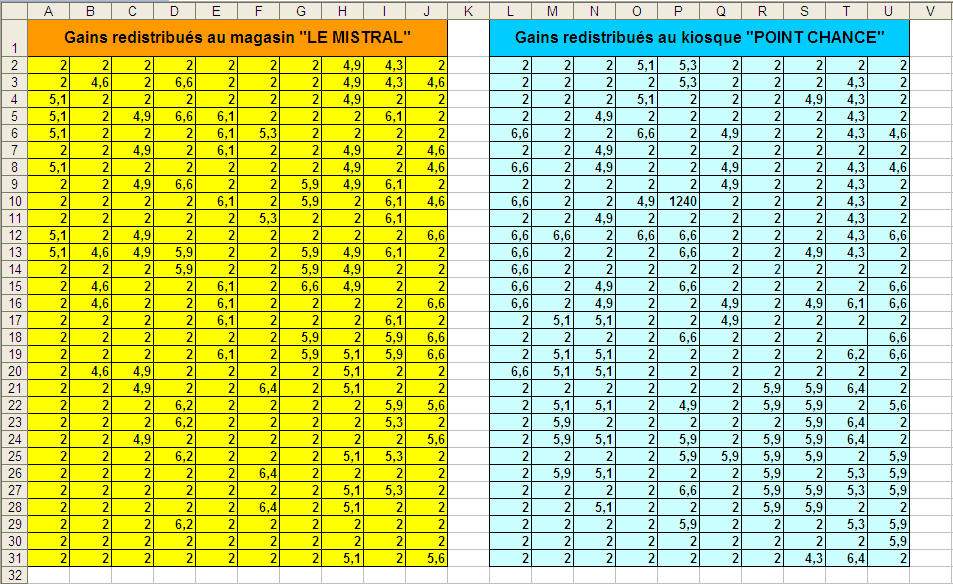 A B C D E F G H I J K L M N O P Q R S T U V
1 Gains redistribués au magasin "LE MISTRAL" Gains redistribués au kiosque "POINT CHANCE"
2 2 2 2 2 2 2 2 4,9 4,3 2 2 2 2 5,1 5,3 2 2 2 2 2
3 2 4,6 2 6,6 2 2 2 4,9 4,3 4,6 2 2 2 2 5,3 2 2 2 4,3 2
4 5,1 2 2 2 2 2 2 4,9 2 2 2 2 2 5,1 2 2 2 4,9 4,3 2
5 5,1 2 4,9 6,6 6,1 2 2 2 6,1 2 2 2 4,9 2 2 2 2 2 4,3 2
6 5,1 2 2 2 6,1 5,3 2 2 2 2 6,6 2 2 6,6 2 4,9 2 2 4,3 4,6
7 2 2 4,9 2 6,1 2 2 4,9 2 4,6 2 2 4,9 2 2 2 2 2 4,3 2
8 5,1 2 2 2 2 2 2 4,9 2 4,6 6,6 2 4,9 2 2 4,9 2 2 4,3 4,6
9 2 2 4,9 6,6 2 2 5,9 4,9 6,1 2 2 2 2 2 2 4,9 2 2 4,3 2
10 2 2 2 2 6,1 2 5,9 2 6,1 4,6 6,6 2 2 4,9 1240 2 2 2 4,3 2
11 2 2 2 2 2 5,3 2 2 6,1 2 2 4,9 2 2 2 2 2 4,3 2
12 5,1 2 4,9 2 2 2 2 2 2 6,6 6,6 6,6 2 6,6 6,6 2 2 2 4,3 6,6
13 5,1 4,6 4,9 5,9 2 2 5,9 4,9 6,1 2 6,6 2 2 2 6,6 2 2 4,9 4,3 2
14 2 2 2 5,9 2 2 5,9 4,9 2 2 6,6 2 2 2 2 2 2 2 2 2
15 2 4,6 2 2 6,1 2 6,6 4,9 2 2 6,6 2 4,9 2 6,6 2 2 2 2 6,6
16 2 4,6 2 2 6,1 2 2 2 2 6,6 6,6 2 4,9 2 2 4,9 2 4,9 6,1 6,6
17 2 2 2 2 6,1 2 2 2 6,1 2 2 5,1 5,1 2 2 4,9 2 2 2 2
18 2 2 2 2 2 2 5,9 2 5,9 6,6 2 2 2 2 6,6 2 2 2 6,6
19 2 2 2 2 6,1 2 5,9 5,1 5,9 6,6 2 5,1 5,1 2 2 2 2 2 6,2 6,6
20 2 4,6 4,9 2 2 2 2 5,1 2 2 6,6 5,1 5,1 2 2 2 2 2 2 2
21 2 2 4,9 2 2 6,4 2 5,1 2 2 2 2 2 2 2 2 5,9 5,9 6,4 2
22 2 2 2 6,2 2 2 2 2 5,9 5,6 2 5,1 5,1 2 4,9 2 5,9 5,9 2 5,6
23 2 2 2 6,2 2 2 2 2 5,3 2 2 5,9 2 2 2 2 2 5,9 6,4 2
24 2 2 4,9 2 2 2 2 2 2 5,6 2 5,9 5,1 2 5,9 2 5,9 5,9 6,4 2
25 2 2 2 6,2 2 2 2 5,1 5,3 2 2 2 2 2 5,9 5,9 5,9 5,9 2 5,9
26 2 2 2 2 2 6,4 2 2 2 2 2 5,9 5,1 2 2 2 5,9 2 5,3 5,9
27 2 2 2 2 2 2 2 5,1 5,3 2 2 2 2 2 6,6 2 5,9 5,9 5,3 5,9
28 2 2 2 2 2 6,4 2 5,1 2 2 2 2 5,1 2 2 2 5,9 5,9 2 2
29 2 2 2 6,2 2 2 2 2 2 2 2 2 2 2 5,9 2 2 2 5,3 5,9
30 2 2 2 2 2 2 2 2 2 2 2 2 2 2 2 2 2 2 2 5,9
31 2 2 2 2 2 2 2 5,1 2 5,6 2 2 2 2 2 2 2 4,3 6,4 2
32